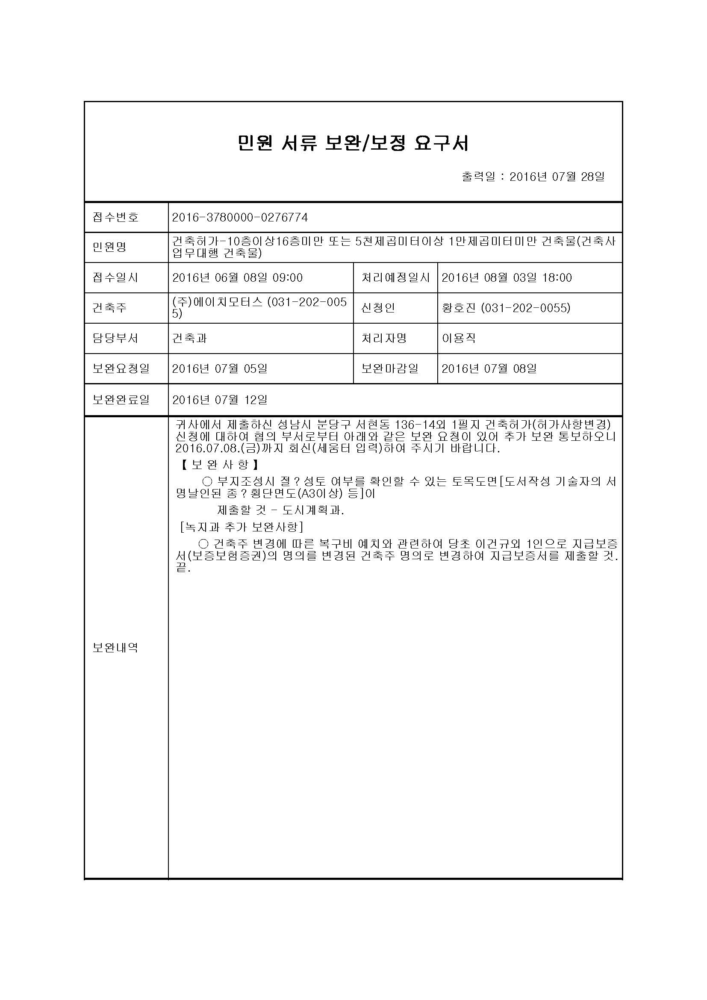 민원 서류 보완/보정 요구서
출력일 : 2016년 07월 28일
접수번호 2016-3780000-0276774
민원명 건축허가-10층이상16층미만 또는 5천제곱미터이상 1만제곱미터미만 건축물(건축사
업무대행 건축물)
접수일시 2016년 06월 08일 09:00 처리예정일시 2016년 08월 03일 18:00
건축주 (주)에이치모터스 (031-202-005
5) 신청인 황호진 (031-202-0055)
담당부서 건축과 처리자명 이용직
보완요청일 2016년 07월 05일 보완마감일 2016년 07월 08일
보완완료일 2016년 07월 12일
보완내역
귀사에서 제출하신 성남시 분당구 서현동 136-14외 1필지 건축허가(허가사항변경)
신청에 대하여 협의 부서로부터 아래와 같은 보완 요청이 있어 추가 보완 통보하오니
2016.07.08.(금)까지 회신(세움터 입력)하여 주시기 바랍니다.
【 보 완 사 항 】
○ 부지조성시 절？성토 여부를 확인할 수 있는 토목도면[도서작성 기술자의 서
명날인된 종？횡단면도(A3이상) 등]이
제출할 것 - 도시계획과.
[녹지과 추가 보완사항]
○ 건축주 변경에 따른 복구비 예치와 관련하여 당초 이건규외 1인으로 지급보증
서(보증보험증권)의 명의를 변경된 건축주 명의로 변경하여 지급보증서를 제출할 것.
끝.